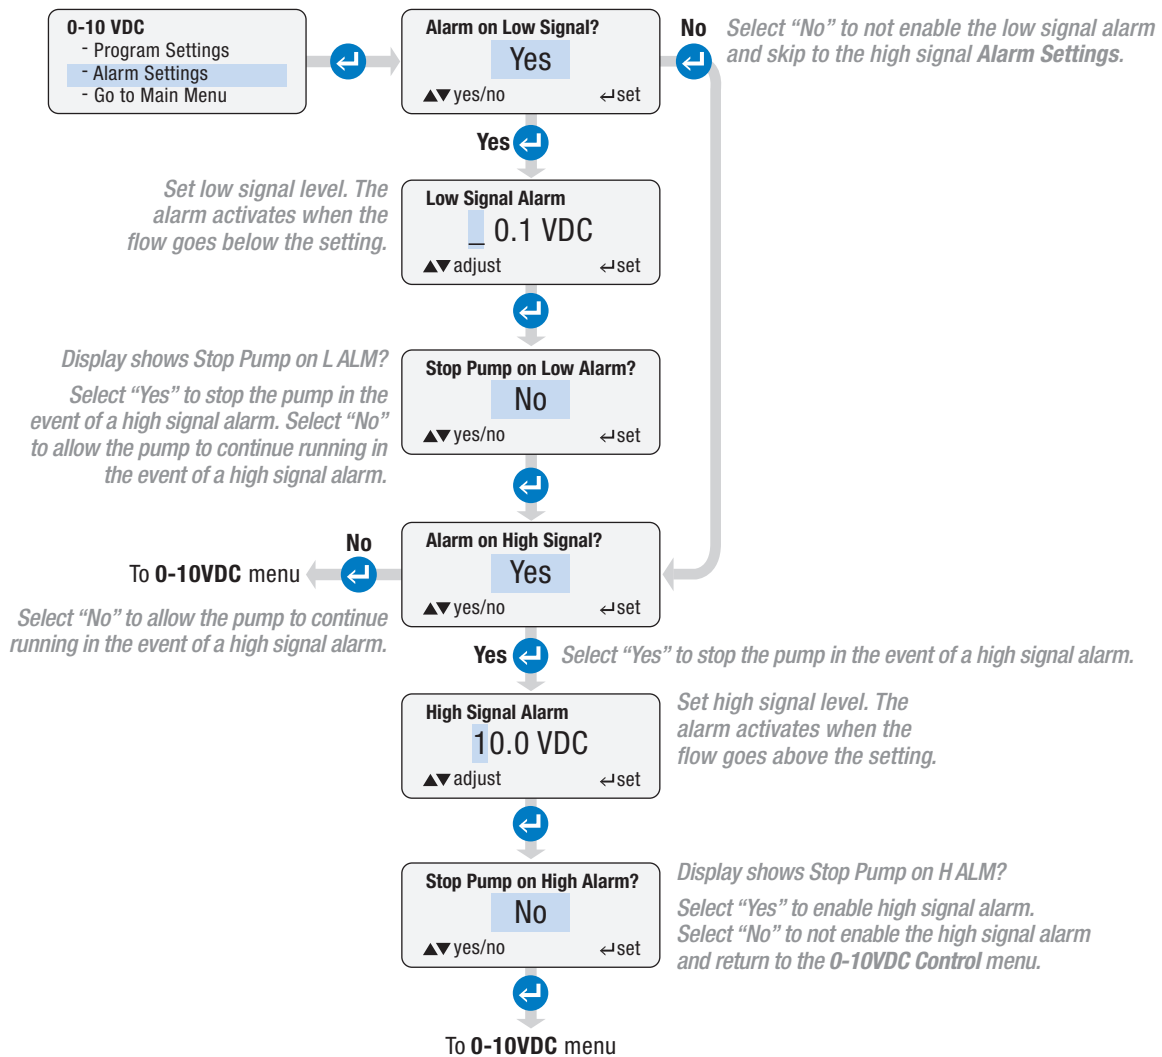 0-10 VDC
- Program Settings
- Alarm Settings
- Go to Main Menu
Alarm on Low Signal?
Yes
▲▼ yes/no ↵set
No
Select “No” to not enable the low signal alarm
and skip to the high signal Alarm Settings.
Yes
Set low signal level. The
alarm activates when the
flow goes below the setting.
Low Signal Alarm
_ 0.1 VDC
▲▼ adjust ↵set
Display shows Stop Pump on L ALM?
Select “Yes” to stop the pump in the
event of a high signal alarm. Select “No”
to allow the pump to continue running in
the event of a high signal alarm.
Stop Pump on Low Alarm?
No
▲▼ yes/no ↵set
Alarm on High Signal?
Yes
▲▼ yes/no ↵set
No
To 0-10VDC menu
Select “No” to allow the pump to continue
running in the event of a high signal alarm.
Yes
Select “Yes” to stop the pump in the event of a high signal alarm.
High Signal Alarm
10.0 VDC
▲▼ adjust ↵set
Set high signal level. The
alarm activates when the
flow goes above the setting.
Stop Pump on High Alarm?
No
▲▼ yes/no ↵set
Display shows Stop Pump on H ALM?
Select “Yes” to enable high signal alarm.
Select “No” to not enable the high signal alarm
and return to the 0-10VDC Control menu.
To 0-10VDC menu